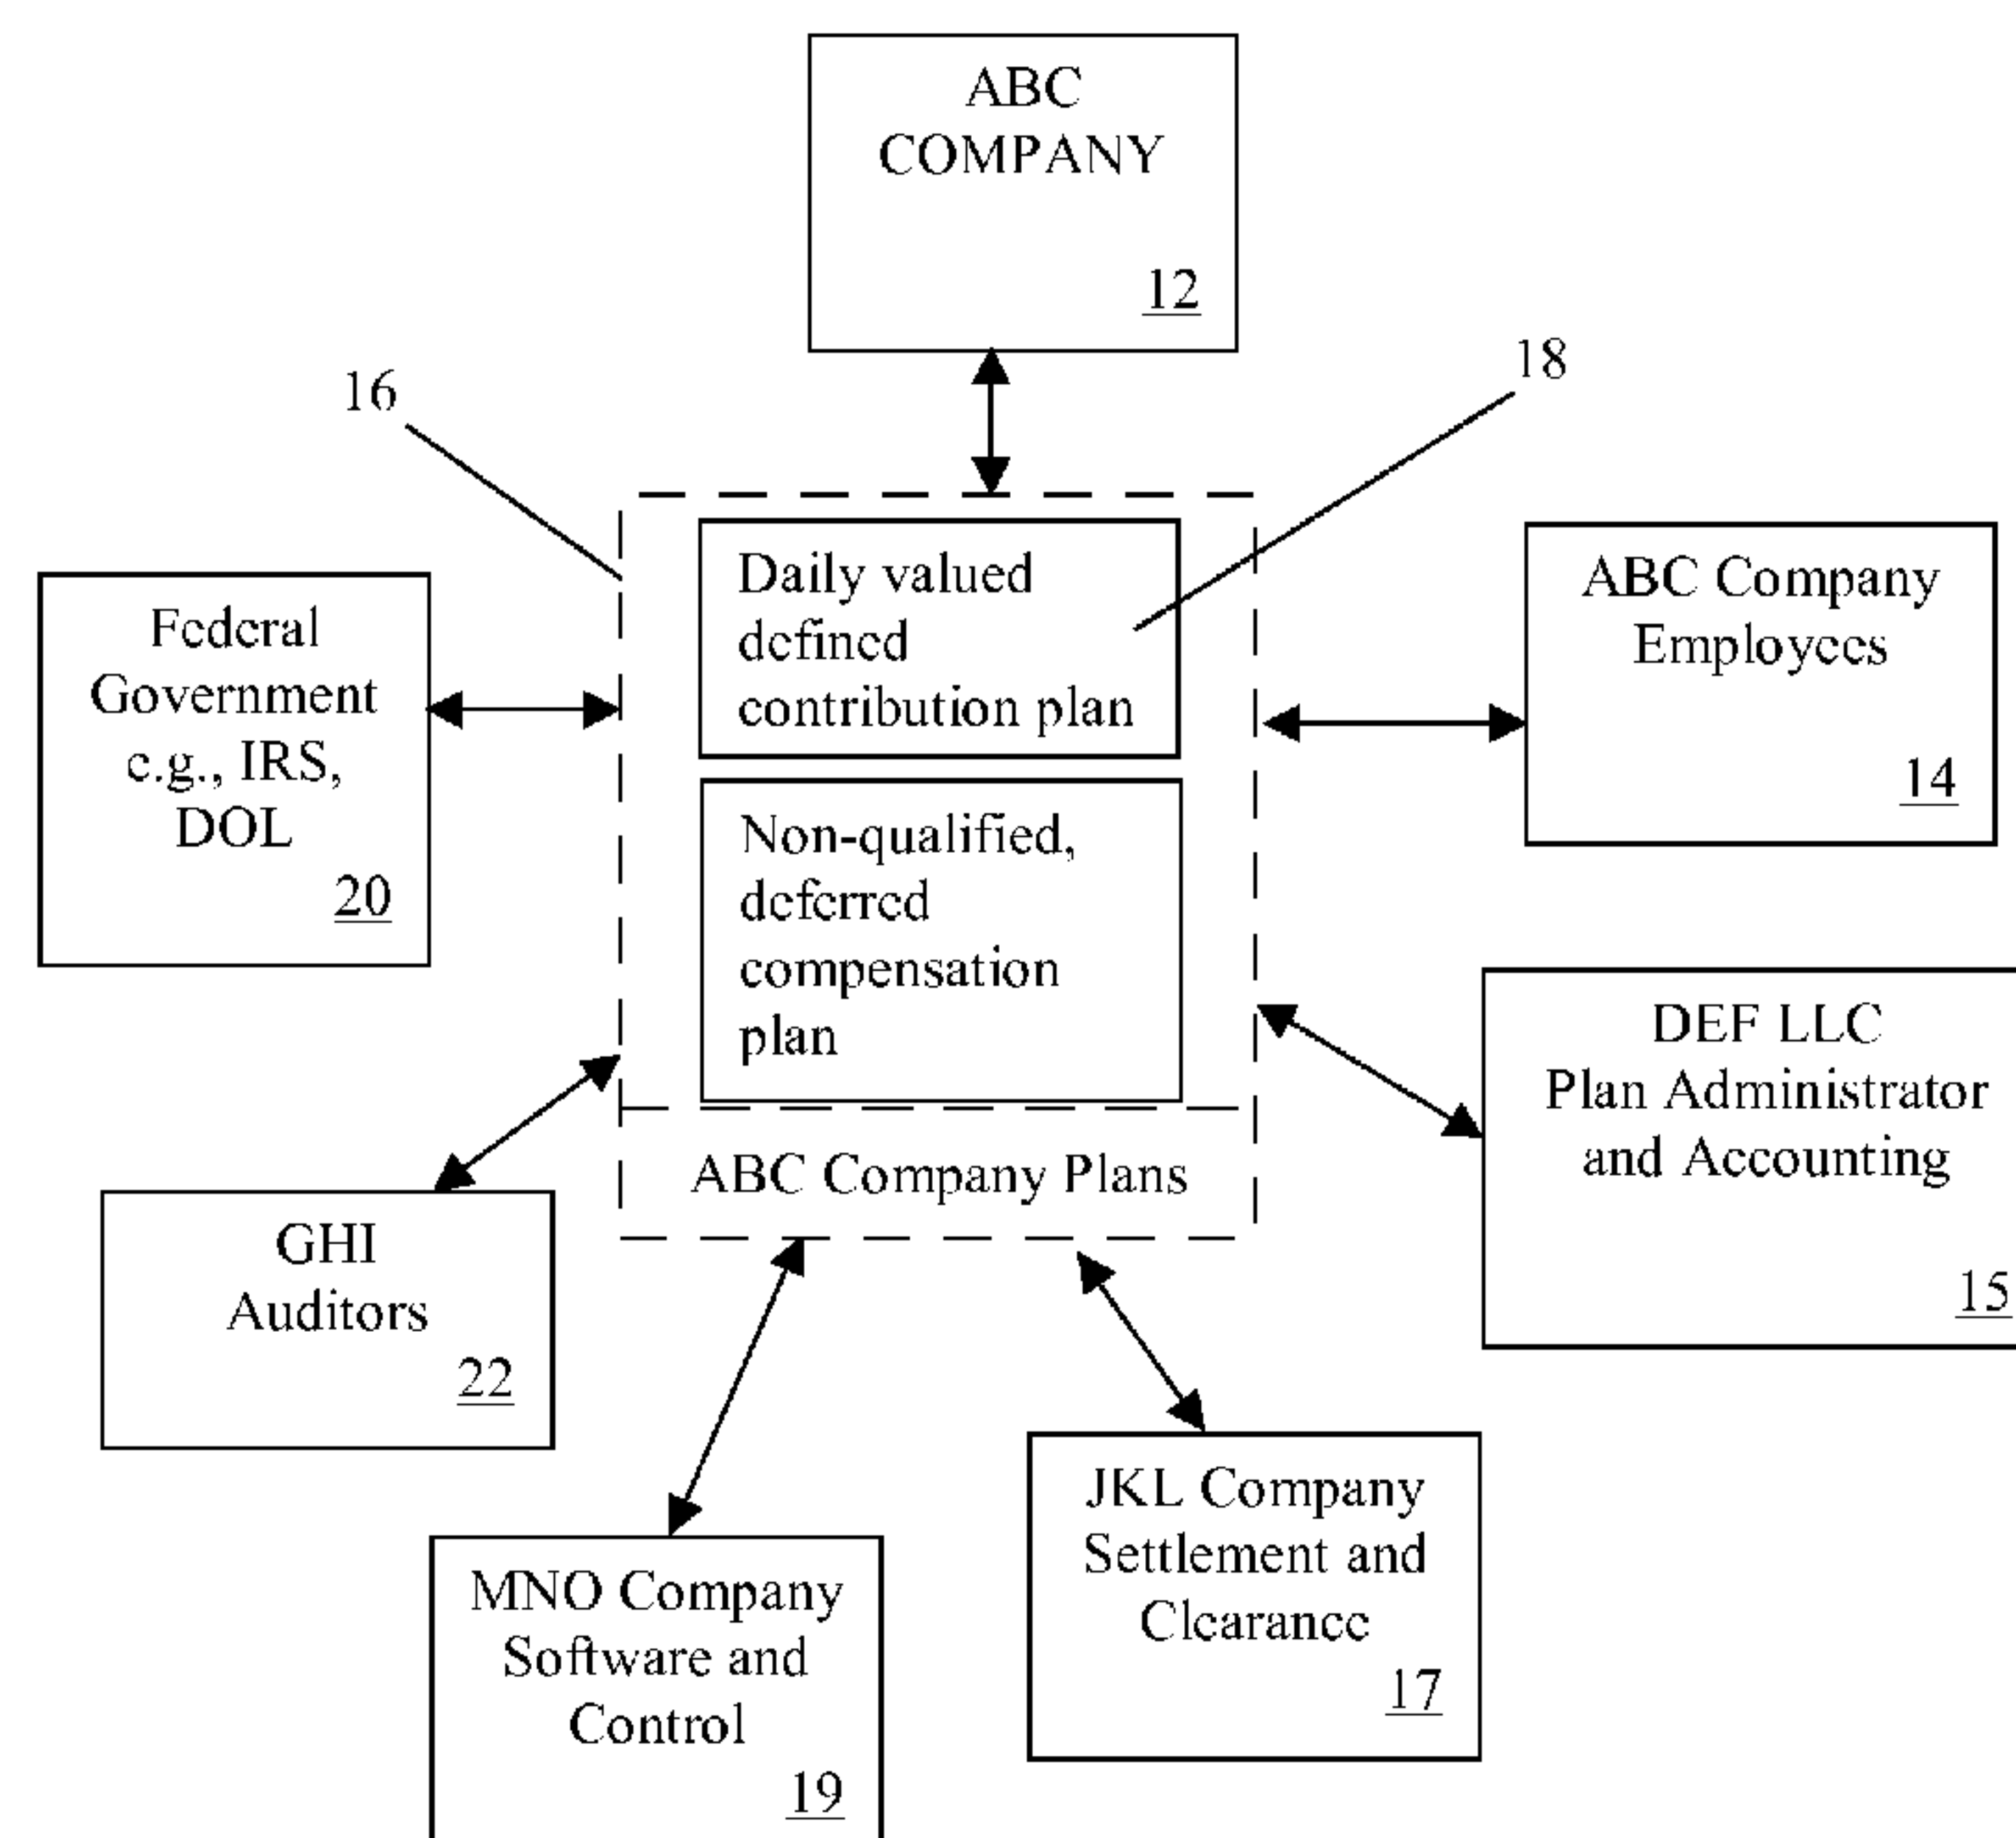 ABC
COMPANY
12
16
18
Daily valued
defined
contribution plan
Non-qualified,
deferred
compensation
plan
ABC Company Plans
Federal
Government
e.g., IRS,
DOL
20
ABC Company
Employees
14
DEF LLC
Plan Administrator
and Accounting
15
GHI
Auditors
22
JKL Company
Settlement and
Clearance
17
MNO Company
Software and
Control
19